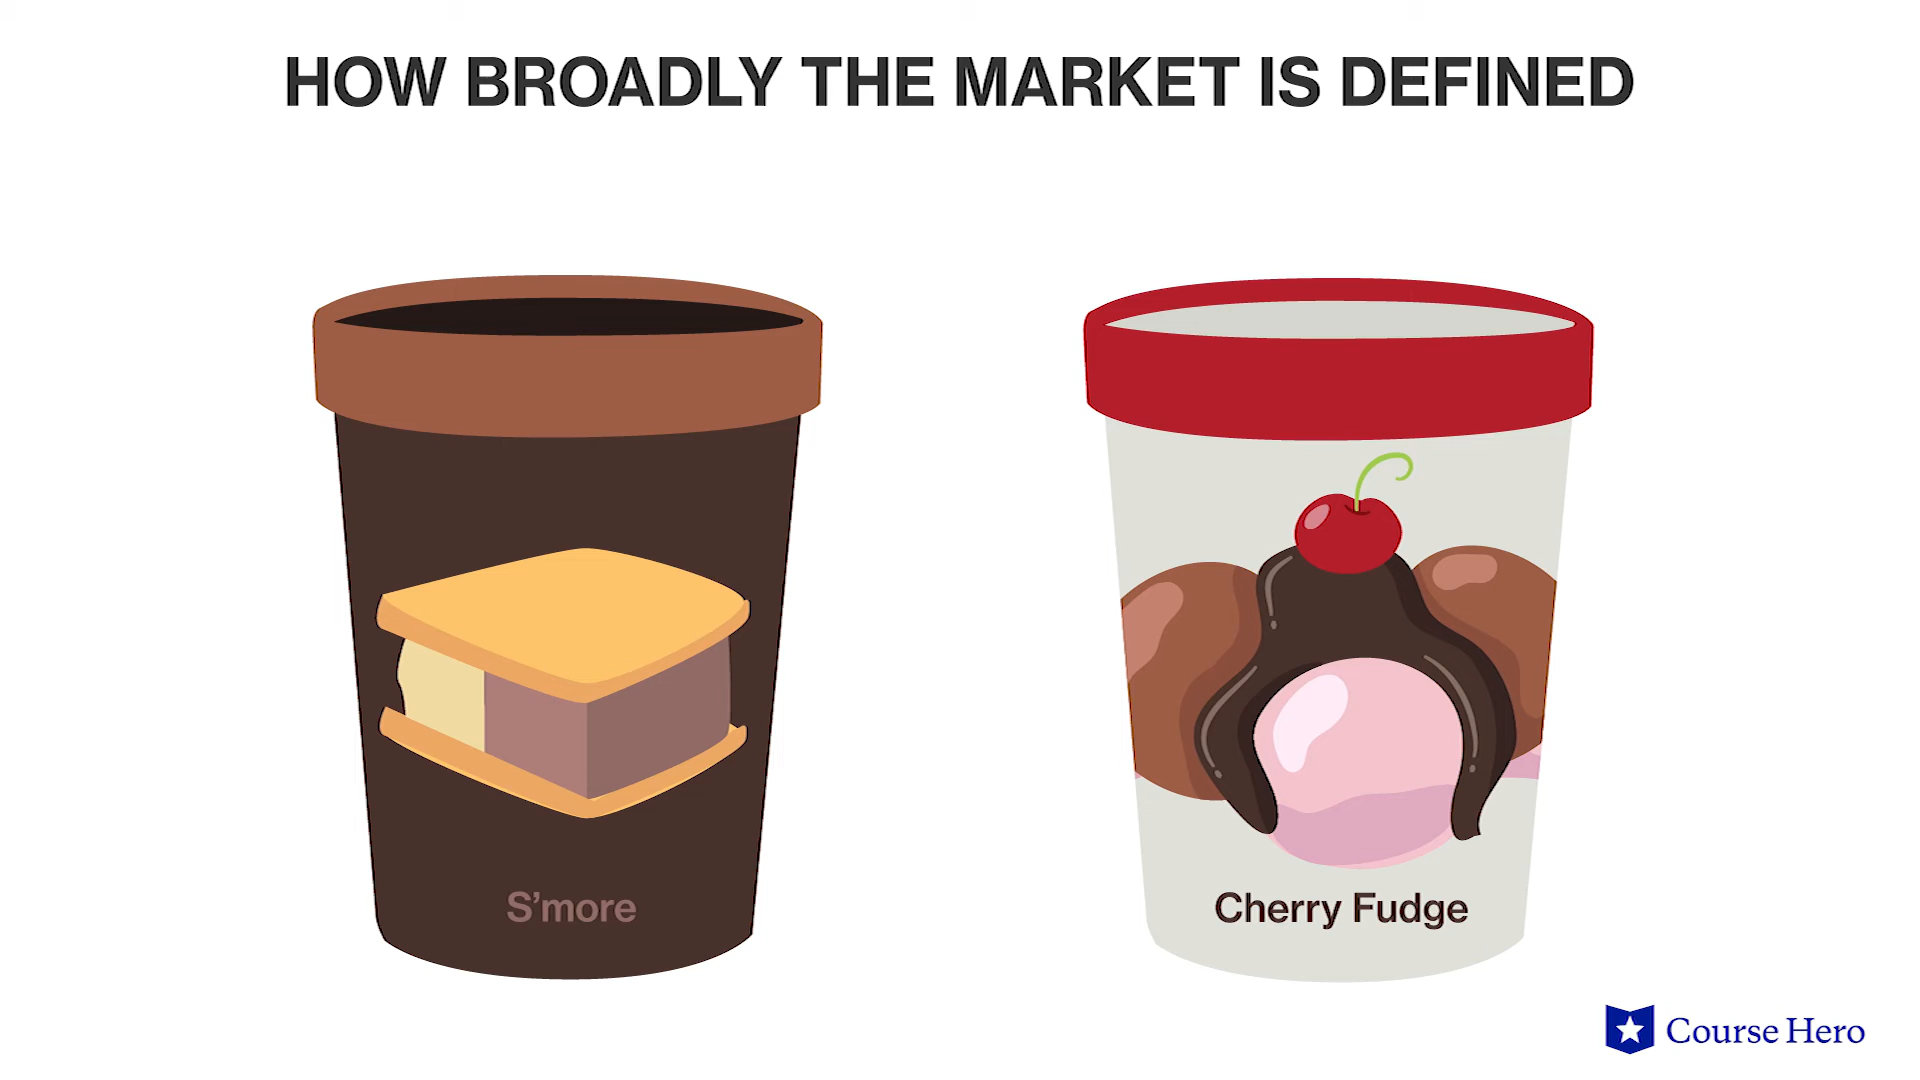 HOW BROADLY THE MARKET IS DEFINED
S’more
Cherry Fudge
Course Hero